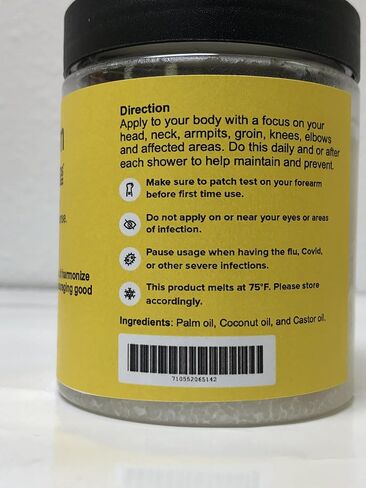 Direction
Apply to your body with a focus on your
head, neck, armpits, groin, knees, elbows
and affected areas. Do this daily and or after
each shower to help maintain and prevent.
Make sure to patch test on your forearm
before first time use.
Do not apply on or near your eyes or areas
of infection.
Pause usage when having the flu, Covid,
or other severe infections.
This product melts at 75°F. Please store
accordingly.
Ingredients: Palm oil, Coconut oil, and Castor oil.
710552065142
harmonize
good